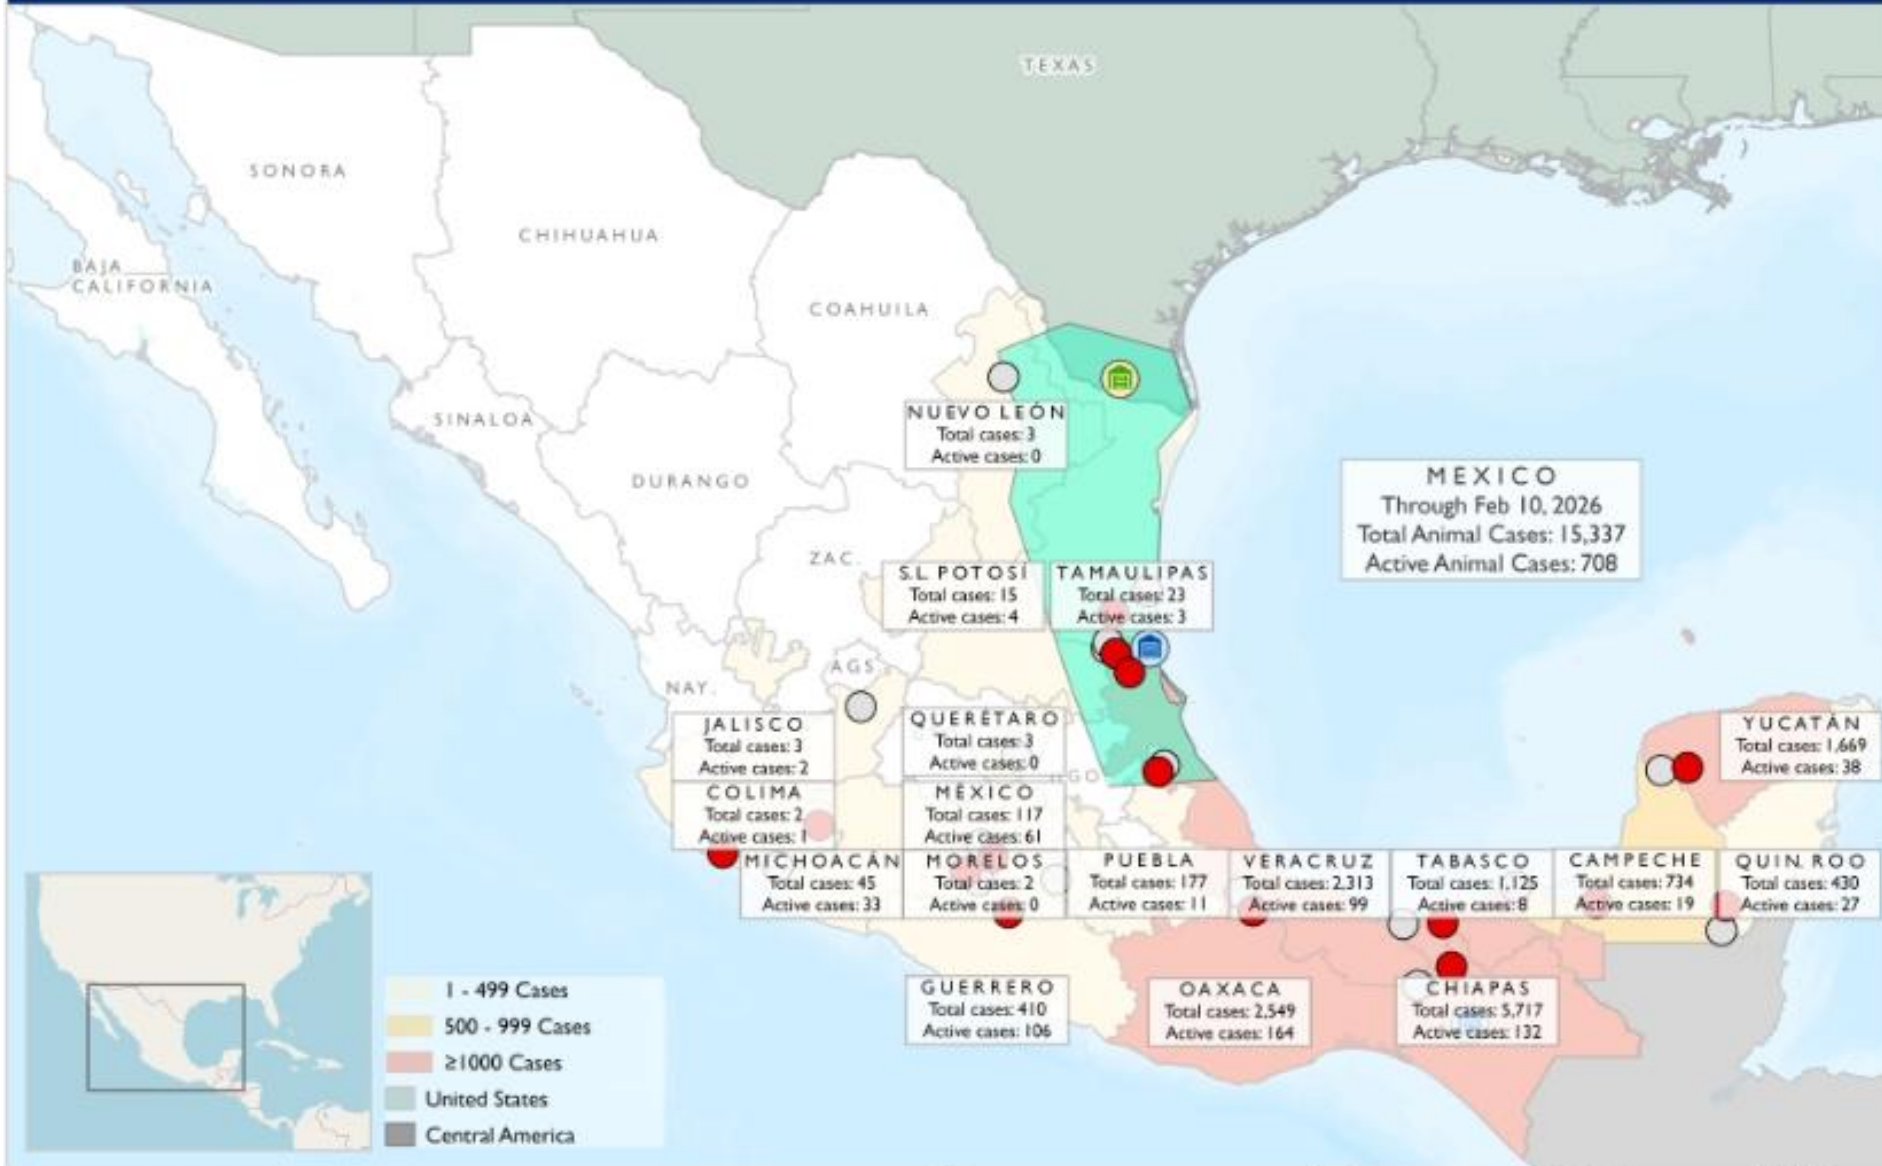 TEXAS
SONORA
CHIHUAHUA
BAJA
CALIFORNIA
COAHUILA
SINALOA
DURANGO
NUEVO LEÓN
Total cases: 3
Active cases: 0
MEXICO
Through Feb 10, 2026
Total Animal Cases: 15,337
Active Animal Cases: 708
ZAC.
S.L. POTOSÍ
Total cases: 15
Active cases: 4
TAMAULIPAS
Total cases: 23
Active cases: 3
AGS.
NAY.
JALISCO
Total cases: 3
Active cases: 2
QUERÉTARO
Total cases: 3
Active cases: 0
YUCATÁN
Total cases: 1,669
Active cases: 38
COLIMA
Total cases: 2
Active cases: 1
MÉXICO
Total cases: 117
Active cases: 61
MICHOACÁN
Total cases: 45
Active cases: 33
MORELOS
Total cases: 2
Active cases: 0
PUEBLA
Total cases: 177
Active cases: 11
VERACRUZ
Total cases: 2,313
Active cases: 99
TABASCO
Total cases: 1,125
Active cases: 8
CAMPECHE
Total cases: 734
Active cases: 19
QUIN. ROO
Total cases: 430
Active cases: 27
GUERRERO
Total cases: 410
Active cases: 106
OAXACA
Total cases: 2,549
Active cases: 164
CHIAPAS
Total cases: 5,717
Active cases: 132
1 - 499 Cases
500 - 999 Cases
≥1000 Cases
United States
Central America